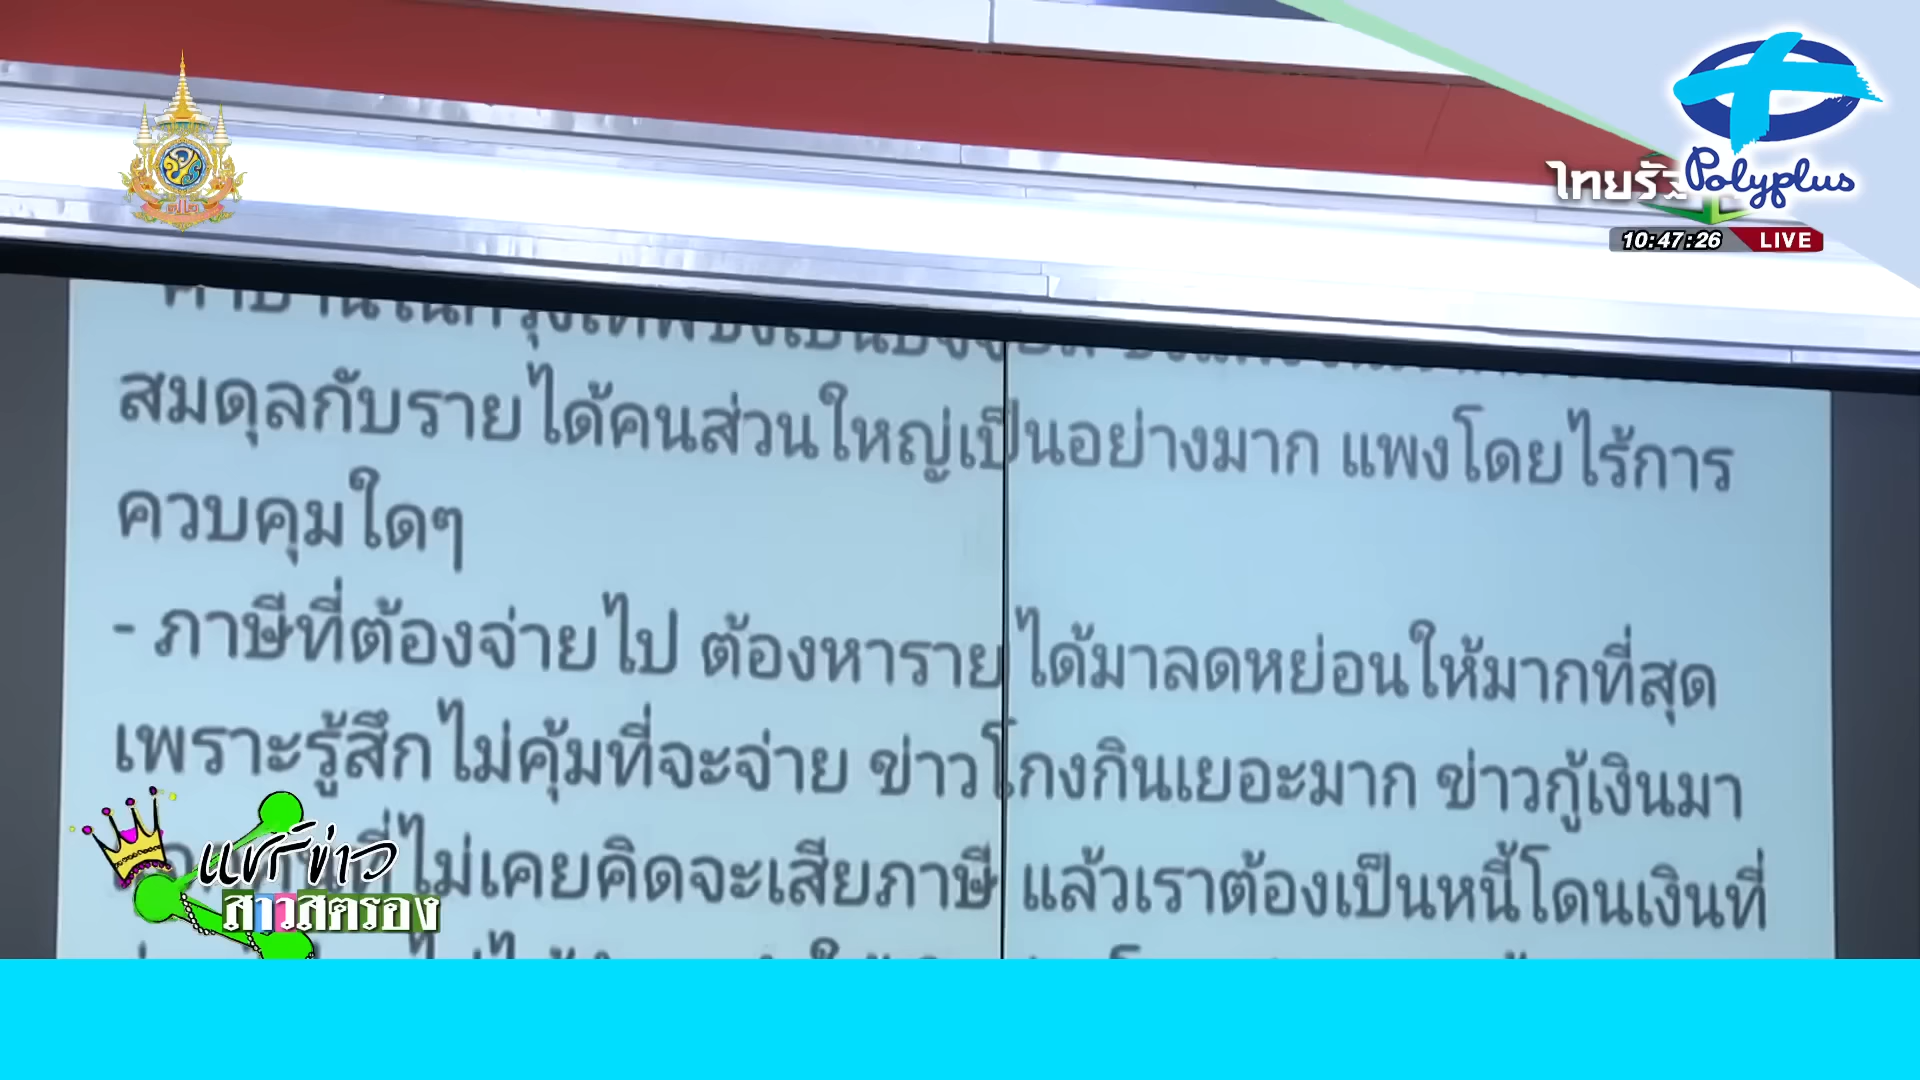 ไทยรัฐ
Polyplus
10:47:26 LIVE
สมดุลกับรายได้คนส่วนใหญ่เป็นอย่างมาก แพงโดยไร้การ
ควบคุมใดๆ
- ภาษีที่ต้องจ่ายไป ต้องหารายได้มาลดหย่อนให้มากที่สุด
เพราะรู้สึกไม่คุ้มที่จะจ่าย ข่าวโกงกินเยอะมาก ข่าวกู้เงินมา
ที่ไม่เคยคิดจะเสียภาษี แล้วเราต้องเป็นหนี้โดนเงินที่
แชร์ข่าว
สาวสตรอง